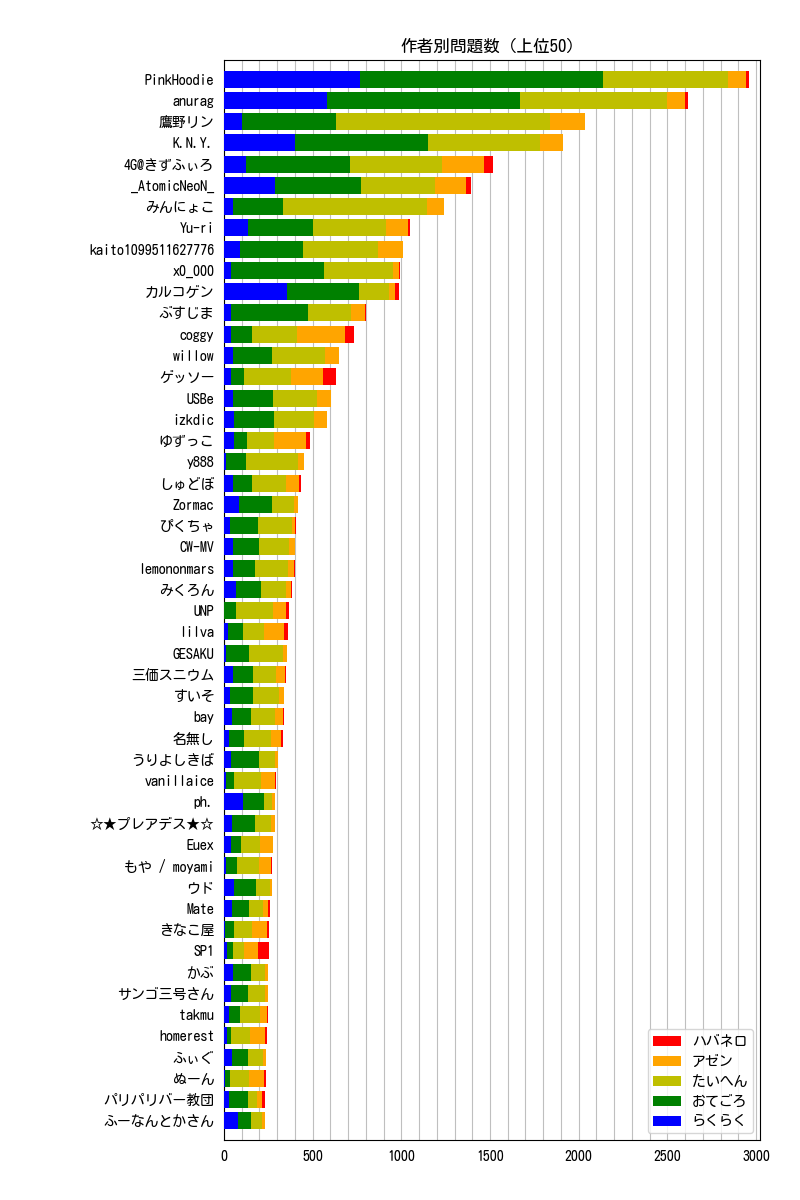 作者別問題数 (上位50)
PinkHoodie
anurag
鷹野リン
K.N.Y.
4G@きずふぃろ
_AtomicNeoN_
みんにょこ
Yu-ri
kaito1099511627776
x0_000
カルコゲン
ぶすじま
coggy
willow
ゲッソー
USBe
izkdic
ゆずっこ
y888
しゅどぼ
Zormac
ぴくちゃ
CW-MV
lemononmars
みくろん
UNP
lilva
GESAKU
三価スニウム
すいそ
bay
名無し
うりよしきば
vanillaice
ph.
☆★プレアデス★☆
Euex
もや / moyami
ウド
Mate
きなこ屋
SP1
かぶ
サンゴ三号さん
takmu
homerest
ふぃぐ
ぬーん
パリパリバー教団
ふーなんとかさん
ハバネロ
アゼン
たいへん
おてごろ
らくらく
0 500 1000 1500 2000 2500 3000